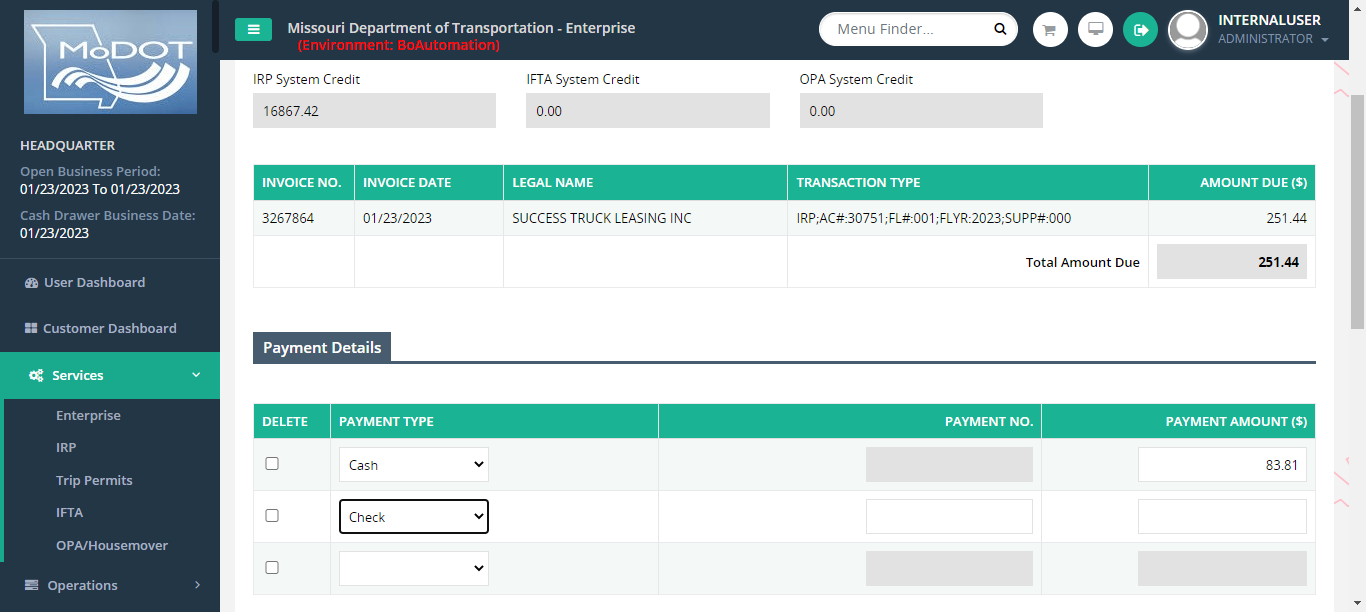 MoDOT
HEADQUARTER
Open Business Period:
01/23/2023 To 01/23/2023
Cash Drawer Business Date:
01/23/2023
User Dashboard
Customer Dashboard
Services
Enterprise
IRP
Trip Permits
IFTA
OPA/Housemover
Operations
Missouri Department of Transportation - Enterprise
(Environment: BoAutomation)
Menu Finder...
INTERNALUSER
ADMINISTRATOR
IRP System Credit IFTA System Credit OPA System Credit
16867.42 0.00 0.00
INVOICE NO. INVOICE DATE LEGAL NAME TRANSACTION TYPE AMOUNT DUE ($)
3267864 01/23/2023 SUCCESS TRUCK LEASING INC IRP;AC#:30751;FL#:001;FLYR:2023;SUPP#:000 251.44
Total Amount Due 251.44
Payment Details
DELETE PAYMENT TYPE PAYMENT NO. PAYMENT AMOUNT ($)
Cash 83.81
Check